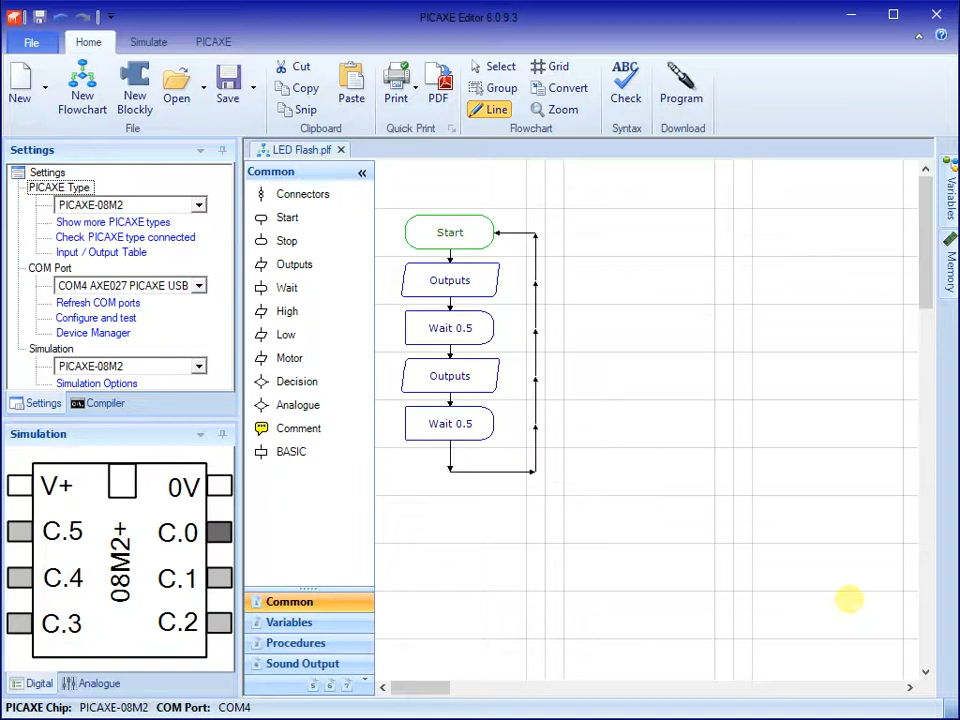 PICAXE Editor 6.0.9.3
File
Home
Simulate
PICAXE
New
New
Flowchart
New
Blockly
Open
Save
File
Cut
Copy
Snip
Paste
Clipboard
Print
PDF
Quick Print
Select
Group
Line
Grid
Convert
Zoom
Flowchart
ABC
Check
Syntax
Program
Download
Settings
Settings
PICAXE Type
PICAXE-08M2
Show more PICAXE types
Check PICAXE type connected
Input / Output Table
COM Port
COM4 AXE027 PICAXE USB
Refresh COM ports
Configure and test
Device Manager
Simulation
PICAXE-08M2
Simulation Options
Settings
Compiler
Simulation
V+
0V
C.5
C.0
C.4
C.1
C.3
C.2
08M2+
Digital
Analogue
LED Flash.plf
Common
Connectors
Start
Stop
Outputs
Wait
High
Low
Motor
Decision
Analogue
Comment
BASIC
Common
Variables
Procedures
Sound Output
Start
Outputs
Wait 0.5
Outputs
Wait 0.5
Variables
Memory
PICAXE Chip: PICAXE-08M2 COM Port: COM4